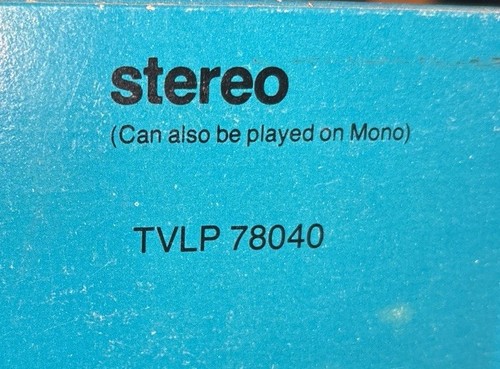 stereo
(Can also be played on Mono)
TVLP 78040